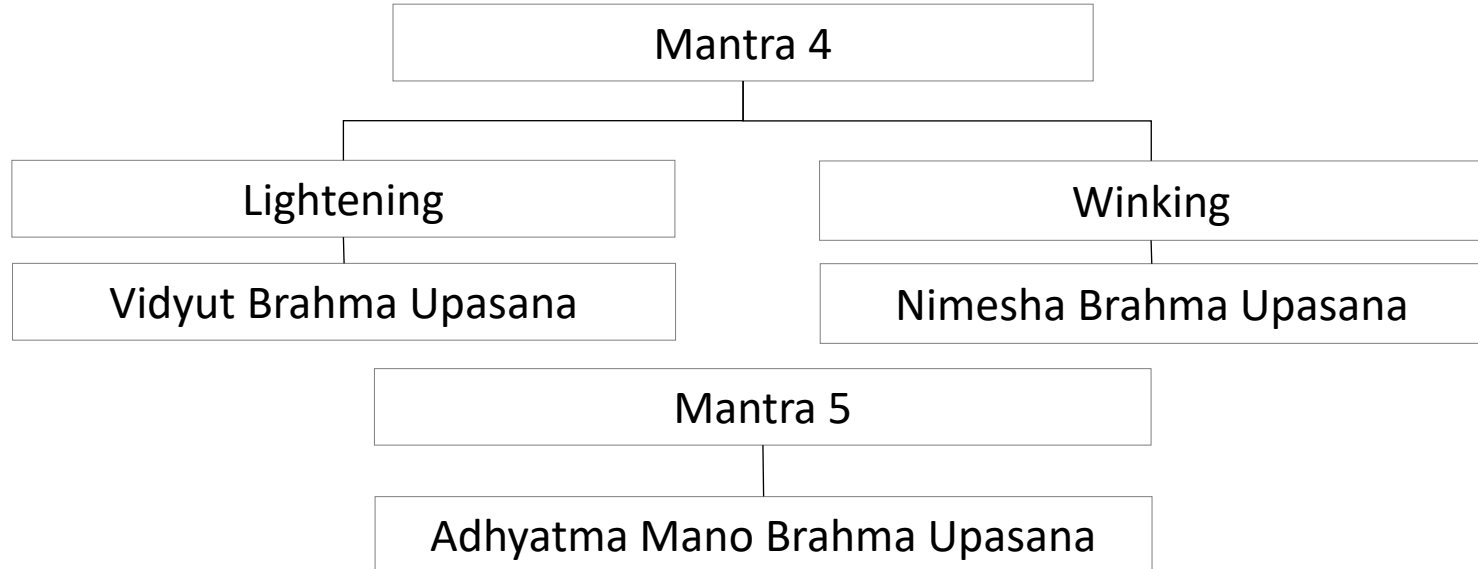 Mantra 4
Lightening
Winking
Vidyut Brahma Upasana
Nimesha Brahma Upasana
Mantra 5
Adhyatma Mano Brahma Upasana